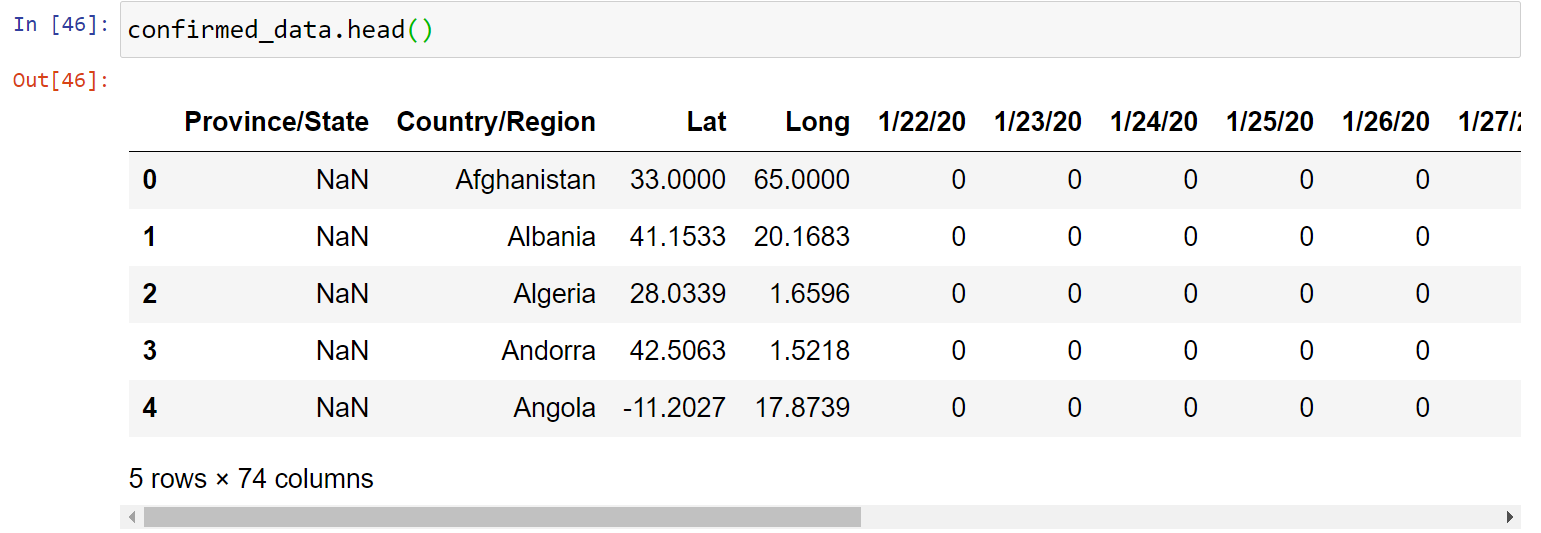 In [46]: confirmed_data.head()
Out[46]:
Province/State Country/Region Lat Long 1/22/20 1/23/20 1/24/20 1/25/20 1/26/20 1/27/2
0 NaN Afghanistan 33.0000 65.0000 0 0 0 0 0
1 NaN Albania 41.1533 20.1683 0 0 0 0 0
2 NaN Algeria 28.0339 1.6596 0 0 0 0 0
3 NaN Andorra 42.5063 1.5218 0 0 0 0 0
4 NaN Angola -11.2027 17.8739 0 0 0 0 0
5 rows × 74 columns